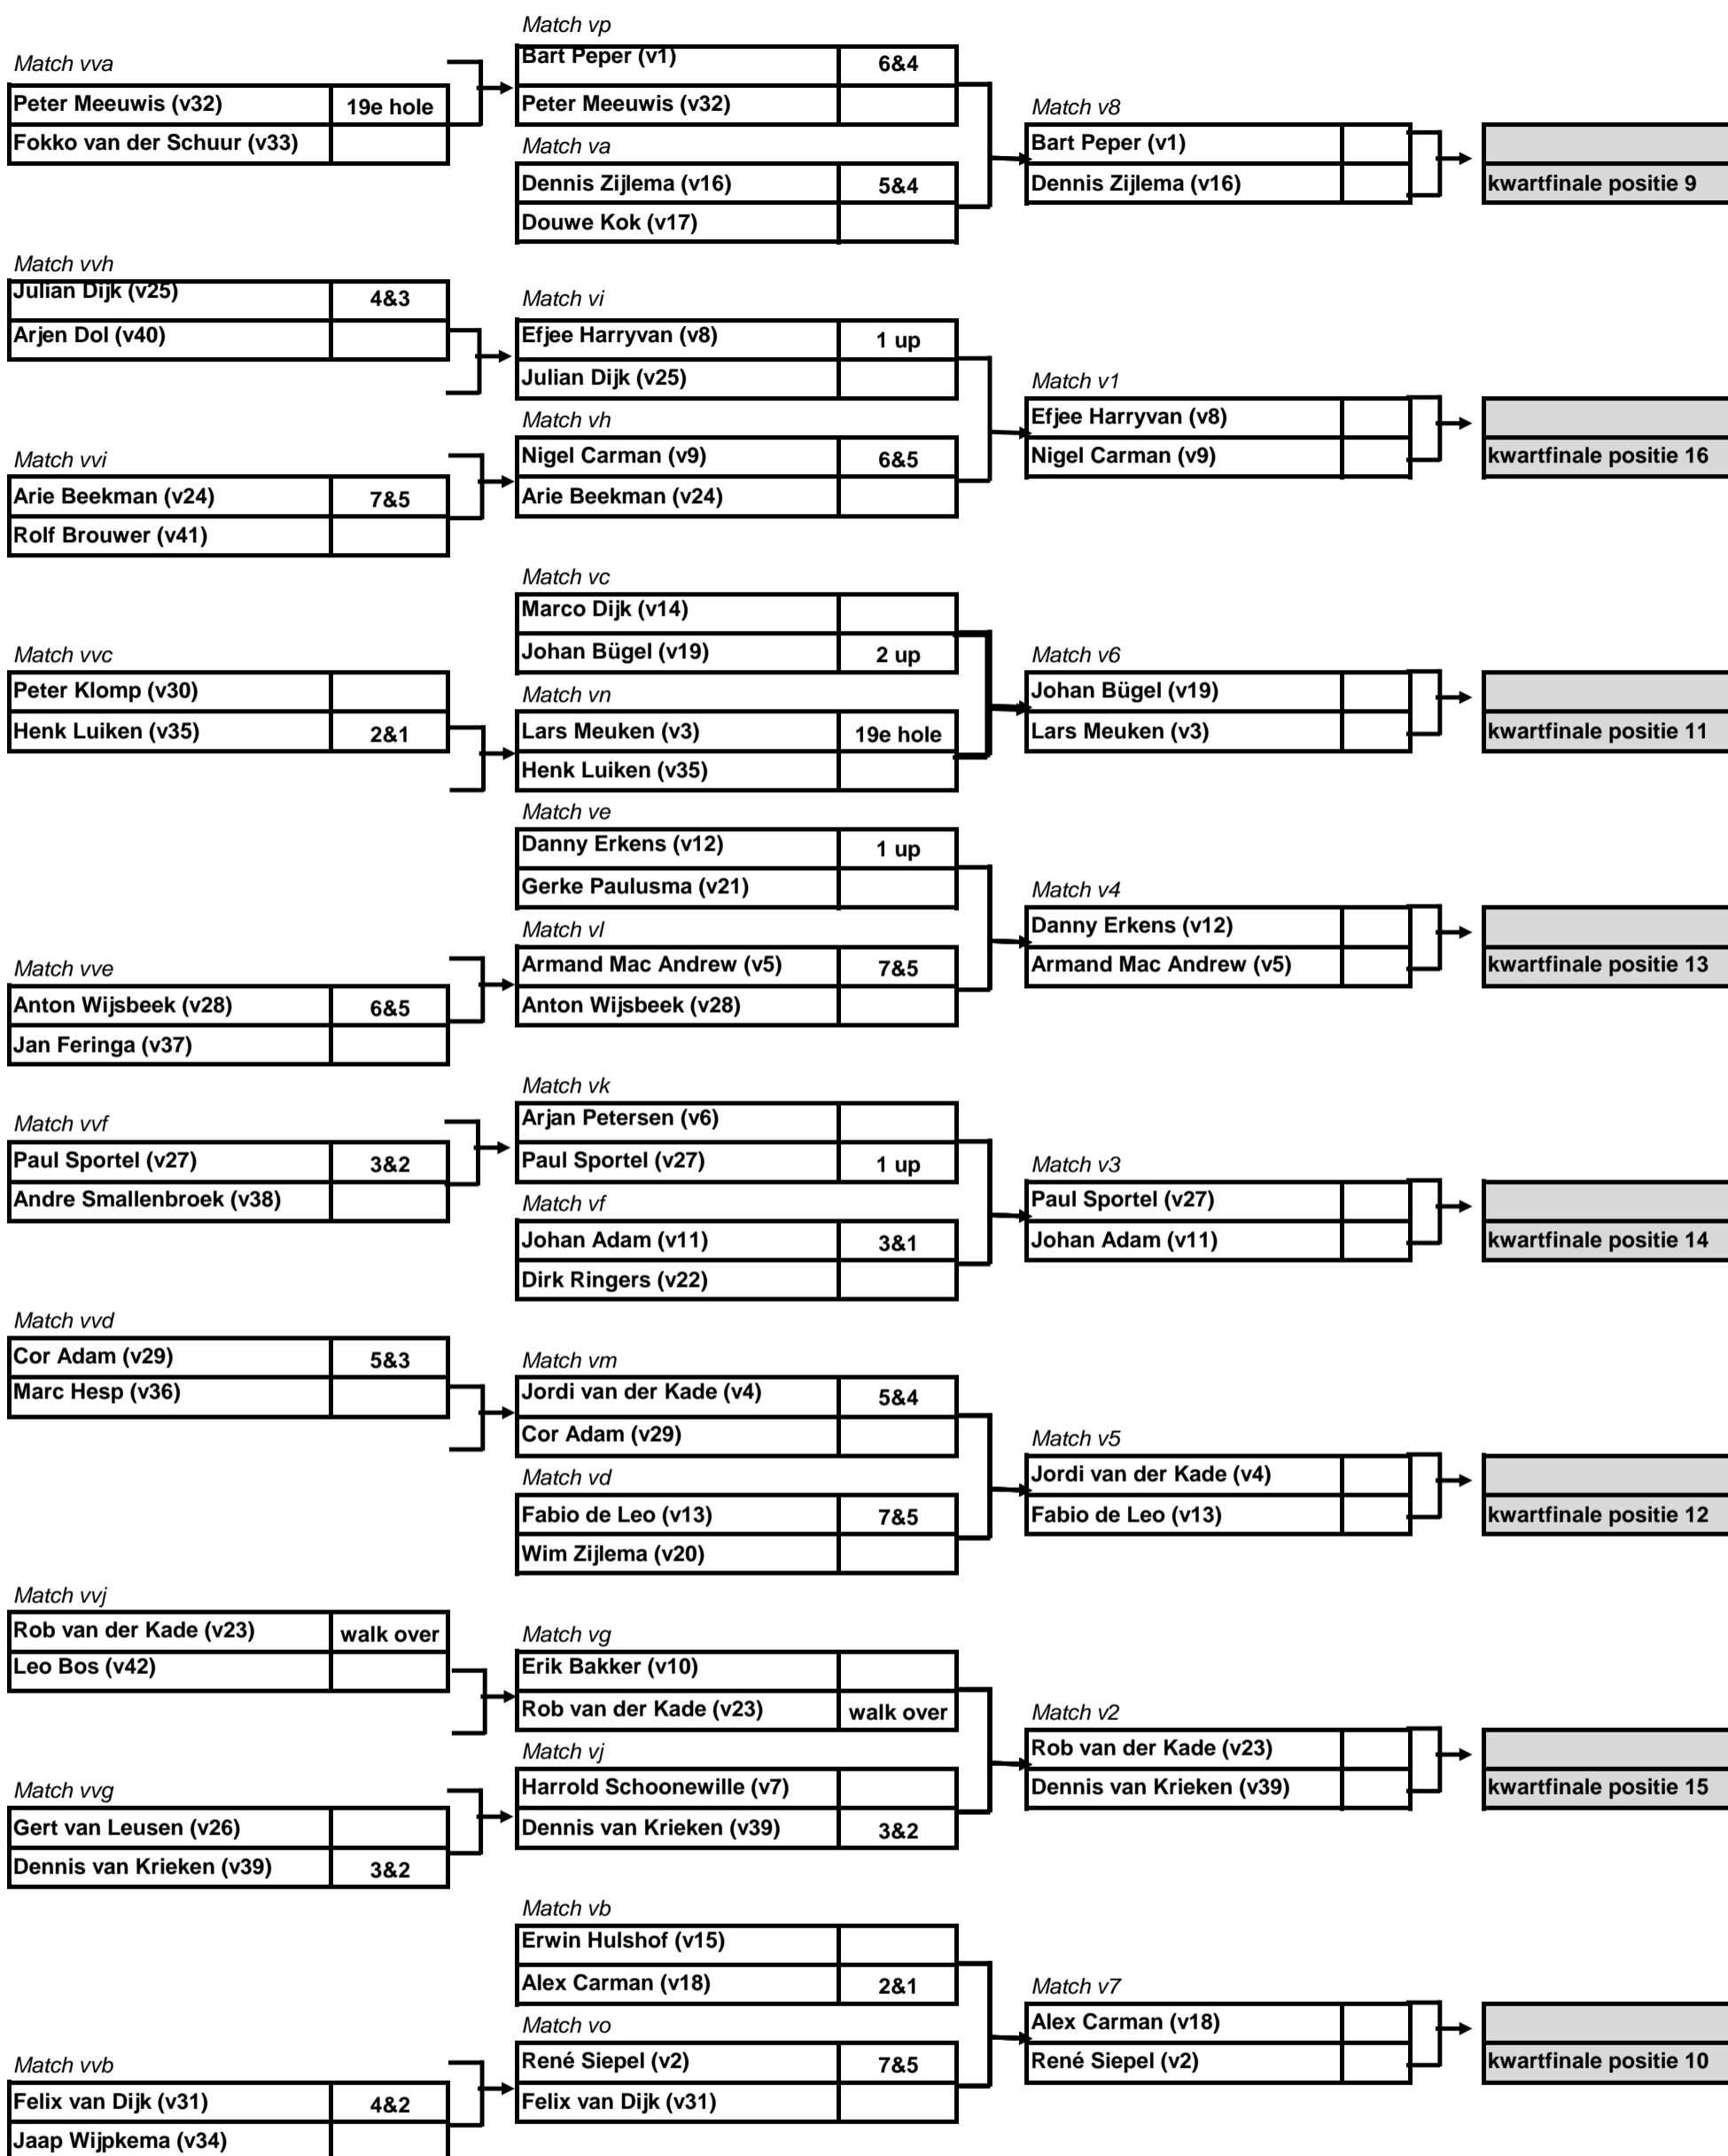 Match vva
Peter Meeuwis (v32) 19e hole
Fokko van der Schuur (v33)
Match vvh
Julian Dijk (v25) 4&3
Arjen Dol (v40)
Match vvi
Arie Beekman (v24) 7&5
Rolf Brouwer (v41)
Match vvc
Peter Klomp (v30)
Henk Luiken (v35) 2&1
Match vve
Anton Wijsbeek (v28) 6&5
Jan Feringa (v37)
Match vvf
Paul Sportel (v27) 3&2
Andre Smallenbroek (v38)
Match vvd
Cor Adam (v29) 5&3
Marc Hesp (v36)
Match vvj
Rob van der Kade (v23) walk over
Leo Bos (v42)
Match vvg
Gert van Leusen (v26)
Dennis van Krieken (v39) 3&2
Match vvb
Felix van Dijk (v31) 4&2
Jaap Wijpkema (v34)
Match vp
Bart Peper (v1) 6&4
Peter Meeuwis (v32)
Match va
Dennis Zijlema (v16) 5&4
Douwe Kok (v17)
Match vi
Efjee Harryvan (v8) 1 up
Julian Dijk (v25)
Match vh
Nigel Carman (v9) 6&5
Arie Beekman (v24)
Match vc
Marco Dijk (v14)
Johan Bügel (v19) 2 up
Match vn
Lars Meuken (v3) 19e hole
Henk Luiken (v35)
Match ve
Danny Erkens (v12) 1 up
Gerke Paulusma (v21)
Match vl
Armand Mac Andrew (v5) 7&5
Anton Wijsbeek (v28)
Match vk
Arjan Petersen (v6)
Paul Sportel (v27) 1 up
Match vf
Johan Adam (v11) 3&1
Dirk Ringers (v22)
Match vm
Jordi van der Kade (v4) 5&4
Cor Adam (v29)
Match vd
Fabio de Leo (v13) 7&5
Wim Zijlema (v20)
Match vg
Erik Bakker (v10)
Rob van der Kade (v23) walk over
Match vj
Harrold Schoonewille (v7)
Dennis van Krieken (v39) 3&2
Match vb
Erwin Hulshof (v15)
Alex Carman (v18) 2&1
Match vo
René Siepel (v2) 7&5
Felix van Dijk (v31)
Match v8
Bart Peper (v1)
Dennis Zijlema (v16)
Match v1
Efjee Harryvan (v8)
Nigel Carman (v9)
Match v6
Johan Bügel (v19)
Lars Meuken (v3)
Match v4
Danny Erkens (v12)
Armand Mac Andrew (v5)
Match v3
Paul Sportel (v27)
Johan Adam (v11)
Match v5
Jordi van der Kade (v4)
Fabio de Leo (v13)
Match v2
Rob van der Kade (v23)
Dennis van Krieken (v39)
Match v7
Alex Carman (v18)
René Siepel (v2)
kwartfinale positie 9
kwartfinale positie 16
kwartfinale positie 11
kwartfinale positie 13
kwartfinale positie 14
kwartfinale positie 12
kwartfinale positie 15
kwartfinale positie 10